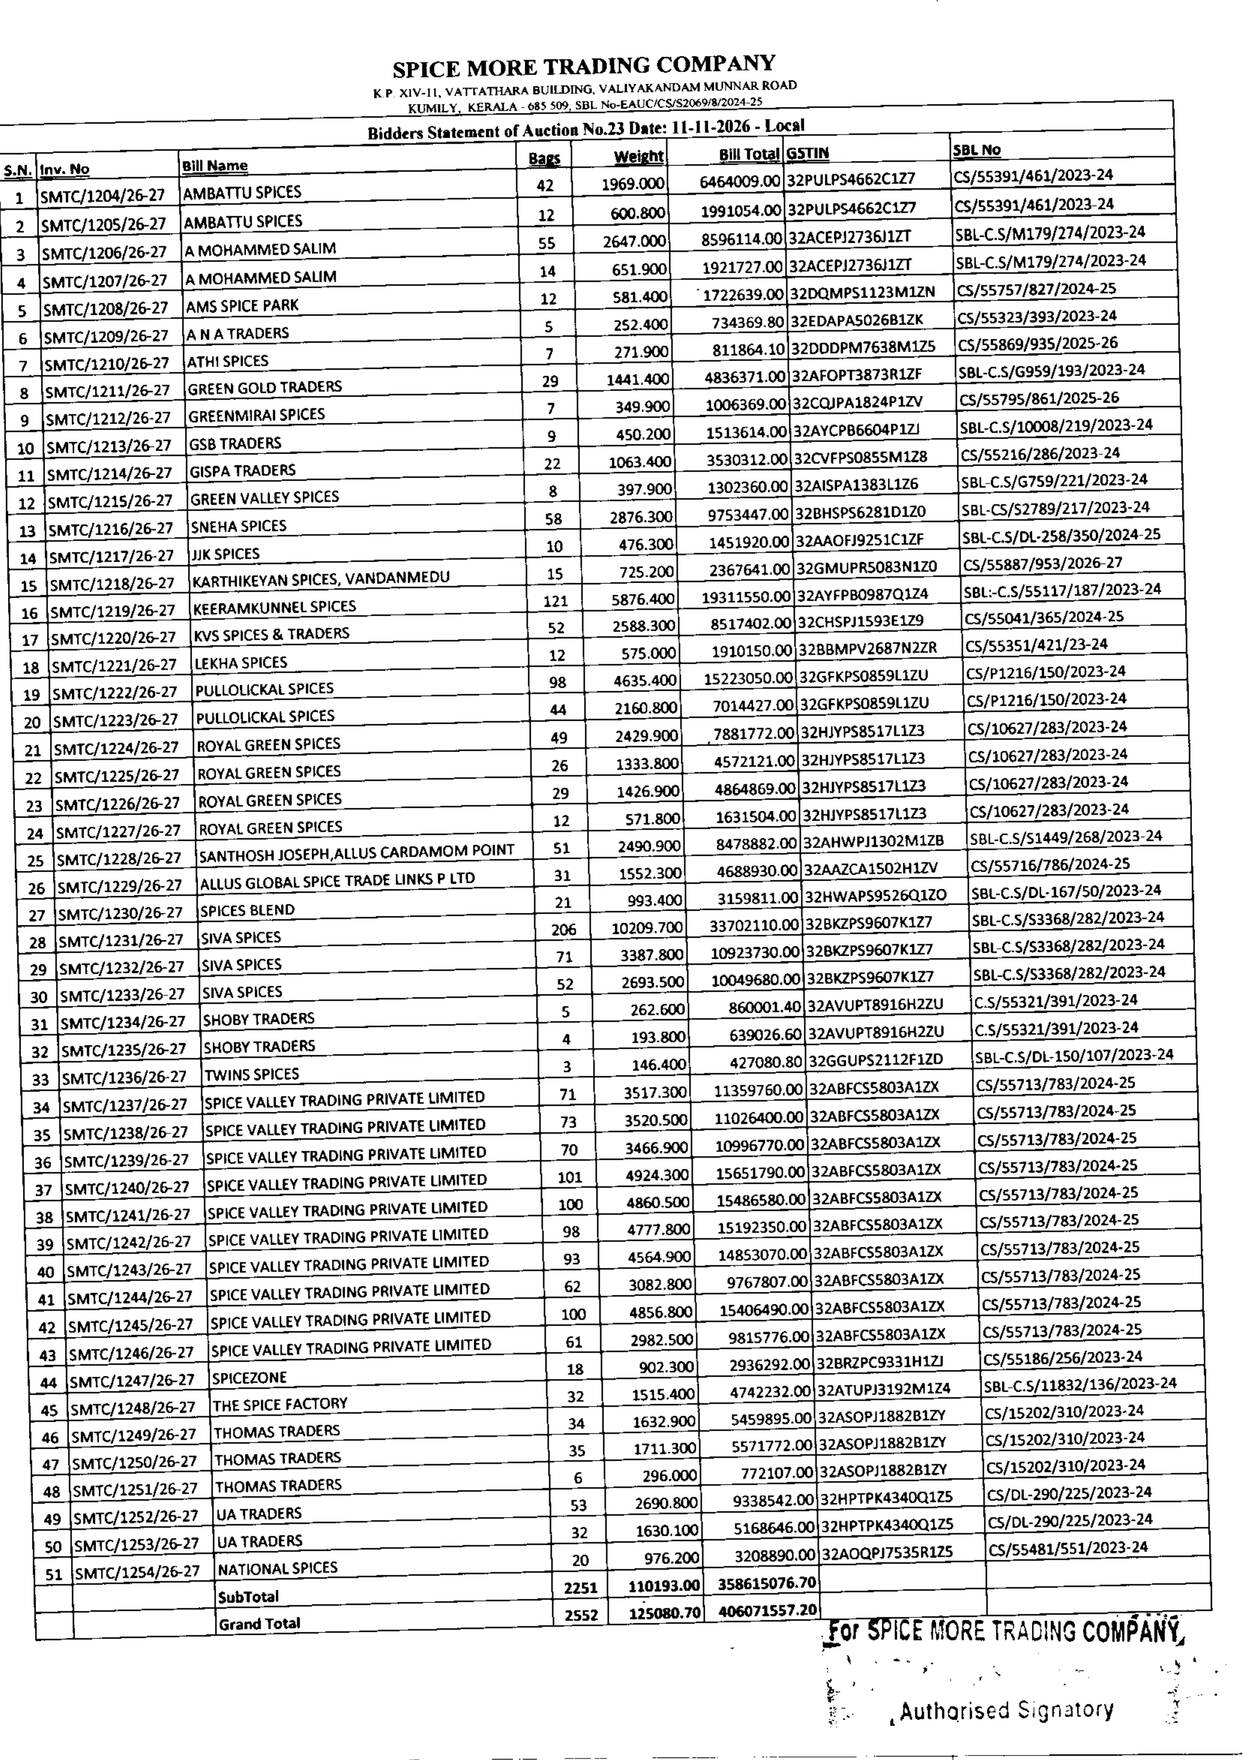 SPICE MORE TRADING COMPANY
K.P. XIV-11, VATTATHARA BUILDING, VALIYAKANDAM MUNNAR ROAD
KUMILY, KERALA - 685 509, SBL No-EAUC/CS/S2069/8/2024-25
Bidders Statement of Auction No.23 Date: 11-11-2026 - Local
S.N. Inv. No Bill Name Bags Weight Bill Total GSTIN SBL No
1 SMTC/1204/26-27 AMBATTU SPICES 42 1969.000 6464009.00 32PULPS4662C1Z7 CS/55391/461/2023-24
2 SMTC/1205/26-27 AMBATTU SPICES 12 600.800 1991054.00 32PULPS4662C1Z7 CS/55391/461/2023-24
3 SMTC/1206/26-27 A MOHAMMED SALIM 55 2647.000 8596114.00 32ACEPJ2736J1ZT SBL-C.S/M179/274/2023-24
4 SMTC/1207/26-27 A MOHAMMED SALIM 14 651.900 1921727.00 32ACEPJ2736J1ZT SBL-C.S/M179/274/2023-24
5 SMTC/1208/26-27 AMS SPICE PARK 12 581.400 1722639.00 32DQMPS1123M1ZN CS/55757/827/2024-25
6 SMTC/1209/26-27 A N A TRADERS 5 252.400 734369.80 32EDAPA5026B1ZK CS/55323/393/2023-24
7 SMTC/1210/26-27 ATHI SPICES 7 271.900 811864.10 32DDDPM7638M1Z5 CS/55869/935/2025-26
8 SMTC/1211/26-27 GREEN GOLD TRADERS 29 1441.400 4836371.00 32AFOPT3873R1ZF SBL-C.S/G959/193/2023-24
9 SMTC/1212/26-27 GREENMIRAI SPICES 7 349.900 1006369.00 32CQJPA1824P1ZV CS/55795/861/2025-26
10 SMTC/1213/26-27 GSB TRADERS 9 450.200 1513614.00 32AYCPB6604P1ZJ SBL-C.S/10008/219/2023-24
11 SMTC/1214/26-27 GISPA TRADERS 22 1063.400 3530312.00 32CVFPS0855M1Z8 CS/55216/286/2023-24
12 SMTC/1215/26-27 GREEN VALLEY SPICES 8 397.900 1302360.00 32AISPA1383L1Z6 SBL-C.S/G759/221/2023-24
13 SMTC/1216/26-27 SNEHA SPICES 58 2876.300 9753447.00 32BHSPS6281D1Z0 SBL-CS/S2789/217/2023-24
14 SMTC/1217/26-27 JJK SPICES 10 476.300 1451920.00 32AAOFJ9251C1ZF SBL-C.S/DL-258/350/2024-25
15 SMTC/1218/26-27 KARTHIKEYAN SPICES, VANDANMEDU 15 725.200 2367641.00 32GMUPR5083N1Z0 CS/55887/953/2026-27
16 SMTC/1219/26-27 KEERAMKUNNEL SPICES 121 5876.400 19311550.00 32AYFPB0987Q1Z4 SBL:-C.S/55117/187/2023-24
17 SMTC/1220/26-27 KVS SPICES & TRADERS 52 2588.300 8517402.00 32CHSPJ1593E1Z9 CS/55041/365/2024-25
18 SMTC/1221/26-27 LEKHA SPICES 12 575.000 1910150.00 32BBMPV2687N2ZR CS/55351/421/23-24
19 SMTC/1222/26-27 PULLOLICKAL SPICES 98 4635.400 15223050.00 32GFKPS0859L1ZU CS/P1216/150/2023-24
20 SMTC/1223/26-27 PULLOLICKAL SPICES 44 2160.800 7014427.00 32GFKPS0859L1ZU CS/P1216/150/2023-24
21 SMTC/1224/26-27 ROYAL GREEN SPICES 49 2429.900 7881772.00 32HJYPS8517L1Z3 CS/10627/283/2023-24
22 SMTC/1225/26-27 ROYAL GREEN SPICES 26 1333.800 4572121.00 32HJYPS8517L1Z3 CS/10627/283/2023-24
23 SMTC/1226/26-27 ROYAL GREEN SPICES 29 1426.900 4864869.00 32HJYPS8517L1Z3 CS/10627/283/2023-24
24 SMTC/1227/26-27 ROYAL GREEN SPICES 12 571.800 1631504.00 32HJYPS8517L1Z3 CS/10627/283/2023-24
25 SMTC/1228/26-27 SANTHOSH JOSEPH,ALLUS CARDAMOM POINT 51 2490.900 8478882.00 32AHWPJ1302M1ZB SBL-C.S/S1449/268/2023-24
26 SMTC/1229/26-27 ALLUS GLOBAL SPICE TRADE LINKS P LTD 31 1552.300 4688930.00 32AAZCA1502H1ZV CS/55716/786/2024-25
27 SMTC/1230/26-27 SPICES BLEND 21 993.400 3159811.00 32HWAPS9526Q1ZO SBL-C.S/DL-167/50/2023-24
28 SMTC/1231/26-27 SIVA SPICES 206 10209.700 33702110.00 32BKZPS9607K1Z7 SBL-C.S/S3368/282/2023-24
29 SMTC/1232/26-27 SIVA SPICES 71 3387.800 10923730.00 32BKZPS9607K1Z7 SBL-C.S/S3368/282/2023-24
30 SMTC/1233/26-27 SIVA SPICES 52 2693.500 10049680.00 32BKZPS9607K1Z7 SBL-C.S/S3368/282/2023-24
31 SMTC/1234/26-27 SHOBY TRADERS 5 262.600 860001.40 32AVUPT8916H2ZU C.S/55321/391/2023-24
32 SMTC/1235/26-27 SHOBY TRADERS 4 193.800 639026.60 32AVUPT8916H2ZU C.S/55321/391/2023-24
33 SMTC/1236/26-27 TWINS SPICES 3 146.400 427080.80 32GGUPS2112F1ZD SBL-C.S/DL-150/107/2023-24
34 SMTC/1237/26-27 SPICE VALLEY TRADING PRIVATE LIMITED 71 3517.300 11359760.00 32ABFCS5803A1ZX CS/55713/783/2024-25
35 SMTC/1238/26-27 SPICE VALLEY TRADING PRIVATE LIMITED 73 3520.500 11026400.00 32ABFCS5803A1ZX CS/55713/783/2024-25
36 SMTC/1239/26-27 SPICE VALLEY TRADING PRIVATE LIMITED 70 3466.900 10996770.00 32ABFCS5803A1ZX CS/55713/783/2024-25
37 SMTC/1240/26-27 SPICE VALLEY TRADING PRIVATE LIMITED 101 4924.300 15651790.00 32ABFCS5803A1ZX CS/55713/783/2024-25
38 SMTC/1241/26-27 SPICE VALLEY TRADING PRIVATE LIMITED 100 4860.500 15486580.00 32ABFCS5803A1ZX CS/55713/783/2024-25
39 SMTC/1242/26-27 SPICE VALLEY TRADING PRIVATE LIMITED 98 4777.800 15192350.00 32ABFCS5803A1ZX CS/55713/783/2024-25
40 SMTC/1243/26-27 SPICE VALLEY TRADING PRIVATE LIMITED 93 4564.900 14853070.00 32ABFCS5803A1ZX CS/55713/783/2024-25
41 SMTC/1244/26-27 SPICE VALLEY TRADING PRIVATE LIMITED 62 3082.800 9767807.00 32ABFCS5803A1ZX CS/55713/783/2024-25
42 SMTC/1245/26-27 SPICE VALLEY TRADING PRIVATE LIMITED 100 4856.800 15406490.00 32ABFCS5803A1ZX CS/55713/783/2024-25
43 SMTC/1246/26-27 SPICE VALLEY TRADING PRIVATE LIMITED 61 2982.500 9815776.00 32ABFCS5803A1ZX CS/55713/783/2024-25
44 SMTC/1247/26-27 SPICEZONE 18 902.300 2936292.00 32BRZPC9331H1ZJ CS/55186/256/2023-24
45 SMTC/1248/26-27 THE SPICE FACTORY 32 1515.400 4742232.00 32ATUPJ3192M1Z4 SBL-C.S/11832/136/2023-24
46 SMTC/1249/26-27 THOMAS TRADERS 34 1632.900 5459895.00 32ASOPJ1882B1ZY CS/15202/310/2023-24
47 SMTC/1250/26-27 THOMAS TRADERS 35 1711.300 5571772.00 32ASOPJ1882B1ZY CS/15202/310/2023-24
48 SMTC/1251/26-27 THOMAS TRADERS 6 296.000 772107.00 32ASOPJ1882B1ZY CS/15202/310/2023-24
49 SMTC/1252/26-27 UA TRADERS 53 2690.800 9338542.00 32HPTPK4340Q1Z5 CS/DL-290/225/2023-24
50 SMTC/1253/26-27 UA TRADERS 32 1630.100 5168646.00 32HPTPK4340Q1Z5 CS/DL-290/225/2023-24
51 SMTC/1254/26-27 NATIONAL SPICES 20 976.200 3208890.00 32AOQPJ7535R1Z5 CS/55481/551/2023-24
SubTotal 2251 110193.00 358615076.70
Grand Total 2552 125080.70 406071557.20
For SPICE MORE TRADING COMPANY,
Authorised Signatory